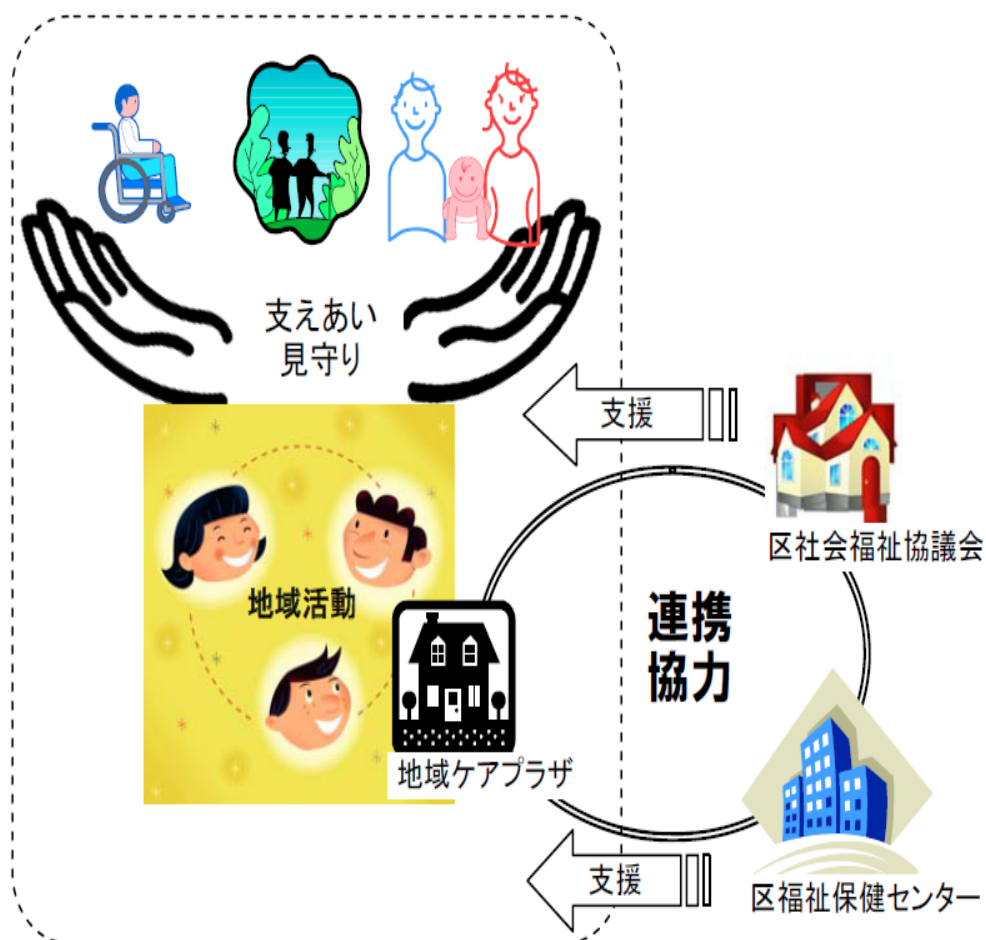 支えあい
見守り
支援
区社会福祉協議会
地域活動
連携
協力
地域ケアプラザ
支援
区福祉保健センター